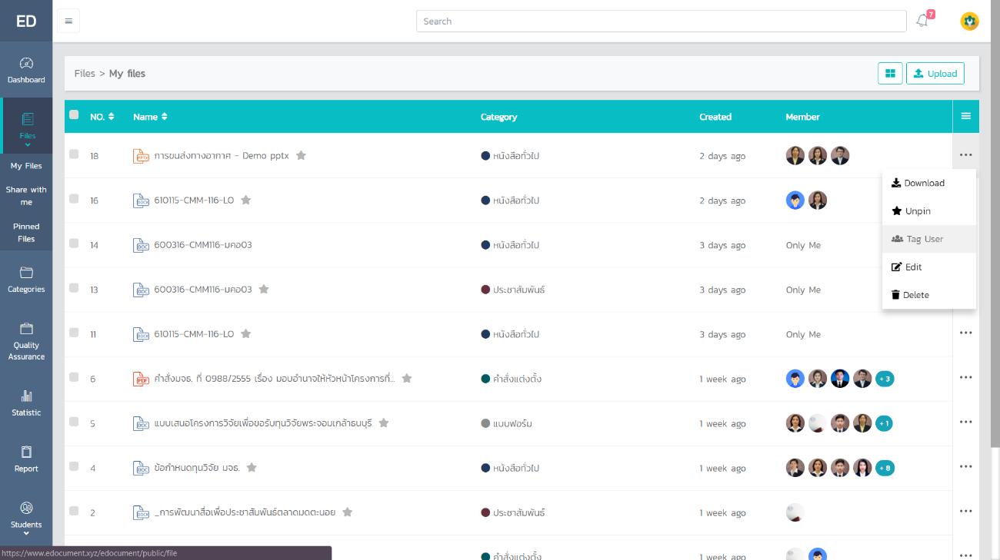 ED
Search
7
Dashboard
Files
My Files
Share with
me
Pinned
Files
Categories
Quality
Assurance
Statistic
Report
Students
Files > My files
Upload
NO. Name Category Created Member
18 PPTX การขนส่งทางอากาศ - Demo pptx หนังสือทั่วไป 2 days ago
16 DOCX 610115-CMM-116-LO หนังสือทั่วไป 2 days ago
14 DOC 600316-CMM116-มคอ03 หนังสือทั่วไป 3 days ago Only Me
13 DOC 600316-CMM116-มคอ03 ประชาสัมพันธ์ 3 days ago Only Me
11 DOCX 610115-CMM-116-LO หนังสือทั่วไป 3 days ago Only Me
6 PDF คำสั่งมจธ. ที่ 0988/2555 เรื่อง มอบอำนาจให้หัวหน้าโครงการที่... คำสั่งแต่งตั้ง 1 week ago + 3
5 DOC แบบเสนอโครงการวิจัยเพื่อขอรับทุนวิจัยพระจอมเกล้าธนบุรี แบบฟอร์ม 1 week ago + 1
4 DOC ข้อกำหนดทุนวิจัย มจธ. หนังสือทั่วไป 1 week ago + 8
2 DOCX _การพัฒนาสื่อเพื่อประชาสัมพันธ์ตลาดมดตะนอย ประชาสัมพันธ์ 1 week ago
คำสั่งแต่งตั้ง 1 week ago
Download
Unpin
Tag User
Edit
Delete
https://www.edocument.xyz/edocument/public/file